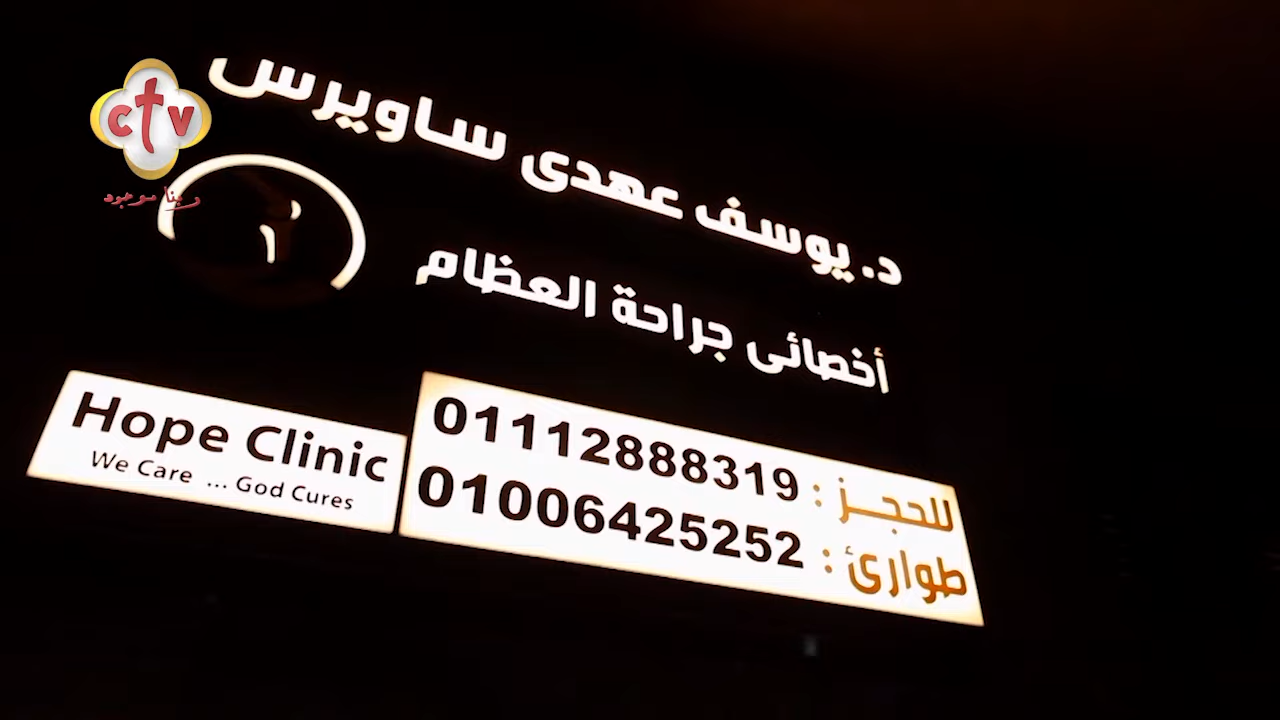 ctv
ربنا موجود
د. يوسف عهدى ساويرس
أخصائى جراحة العظام
Hope Clinic
We Care ... God Cures
للحجز : 01112888319
طوارئ : 01006425252